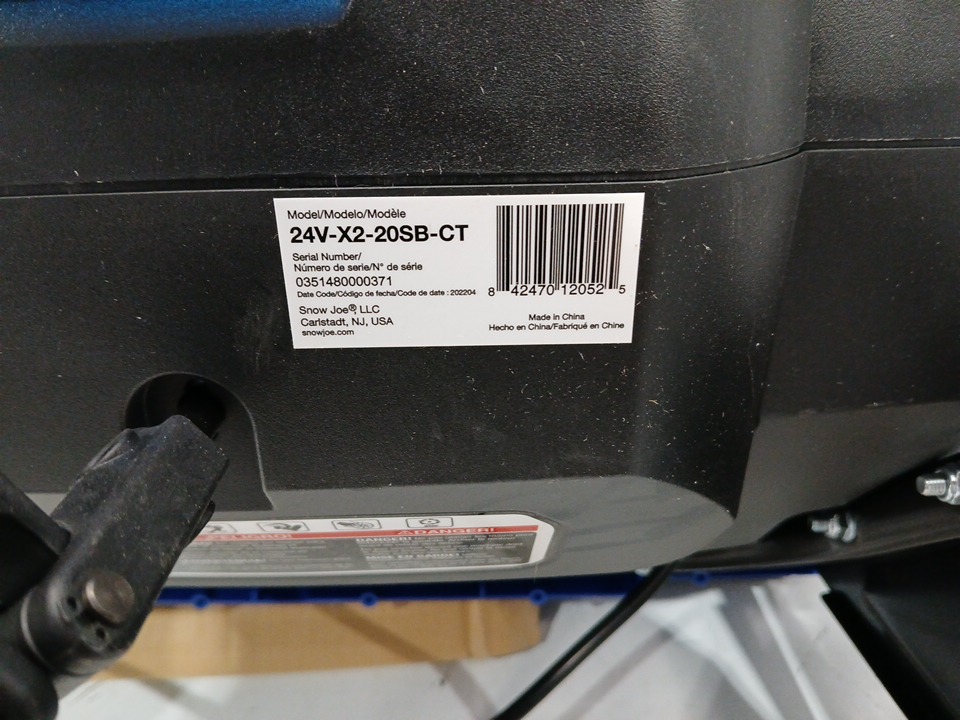 Model/Modelo/Modèle
24V-X2-20SB-CT
Serial Number/
Número de serie/N° de série
0351480000371
Date Code/Código de fecha/Code de date : 202204
Snow Joe® LLC
Carlstadt, NJ, USA
snowjoe.com
8 42470 12052 5
Made in China
Hecho en China/Fabriqué en Chine
DANGER!
DANGER!